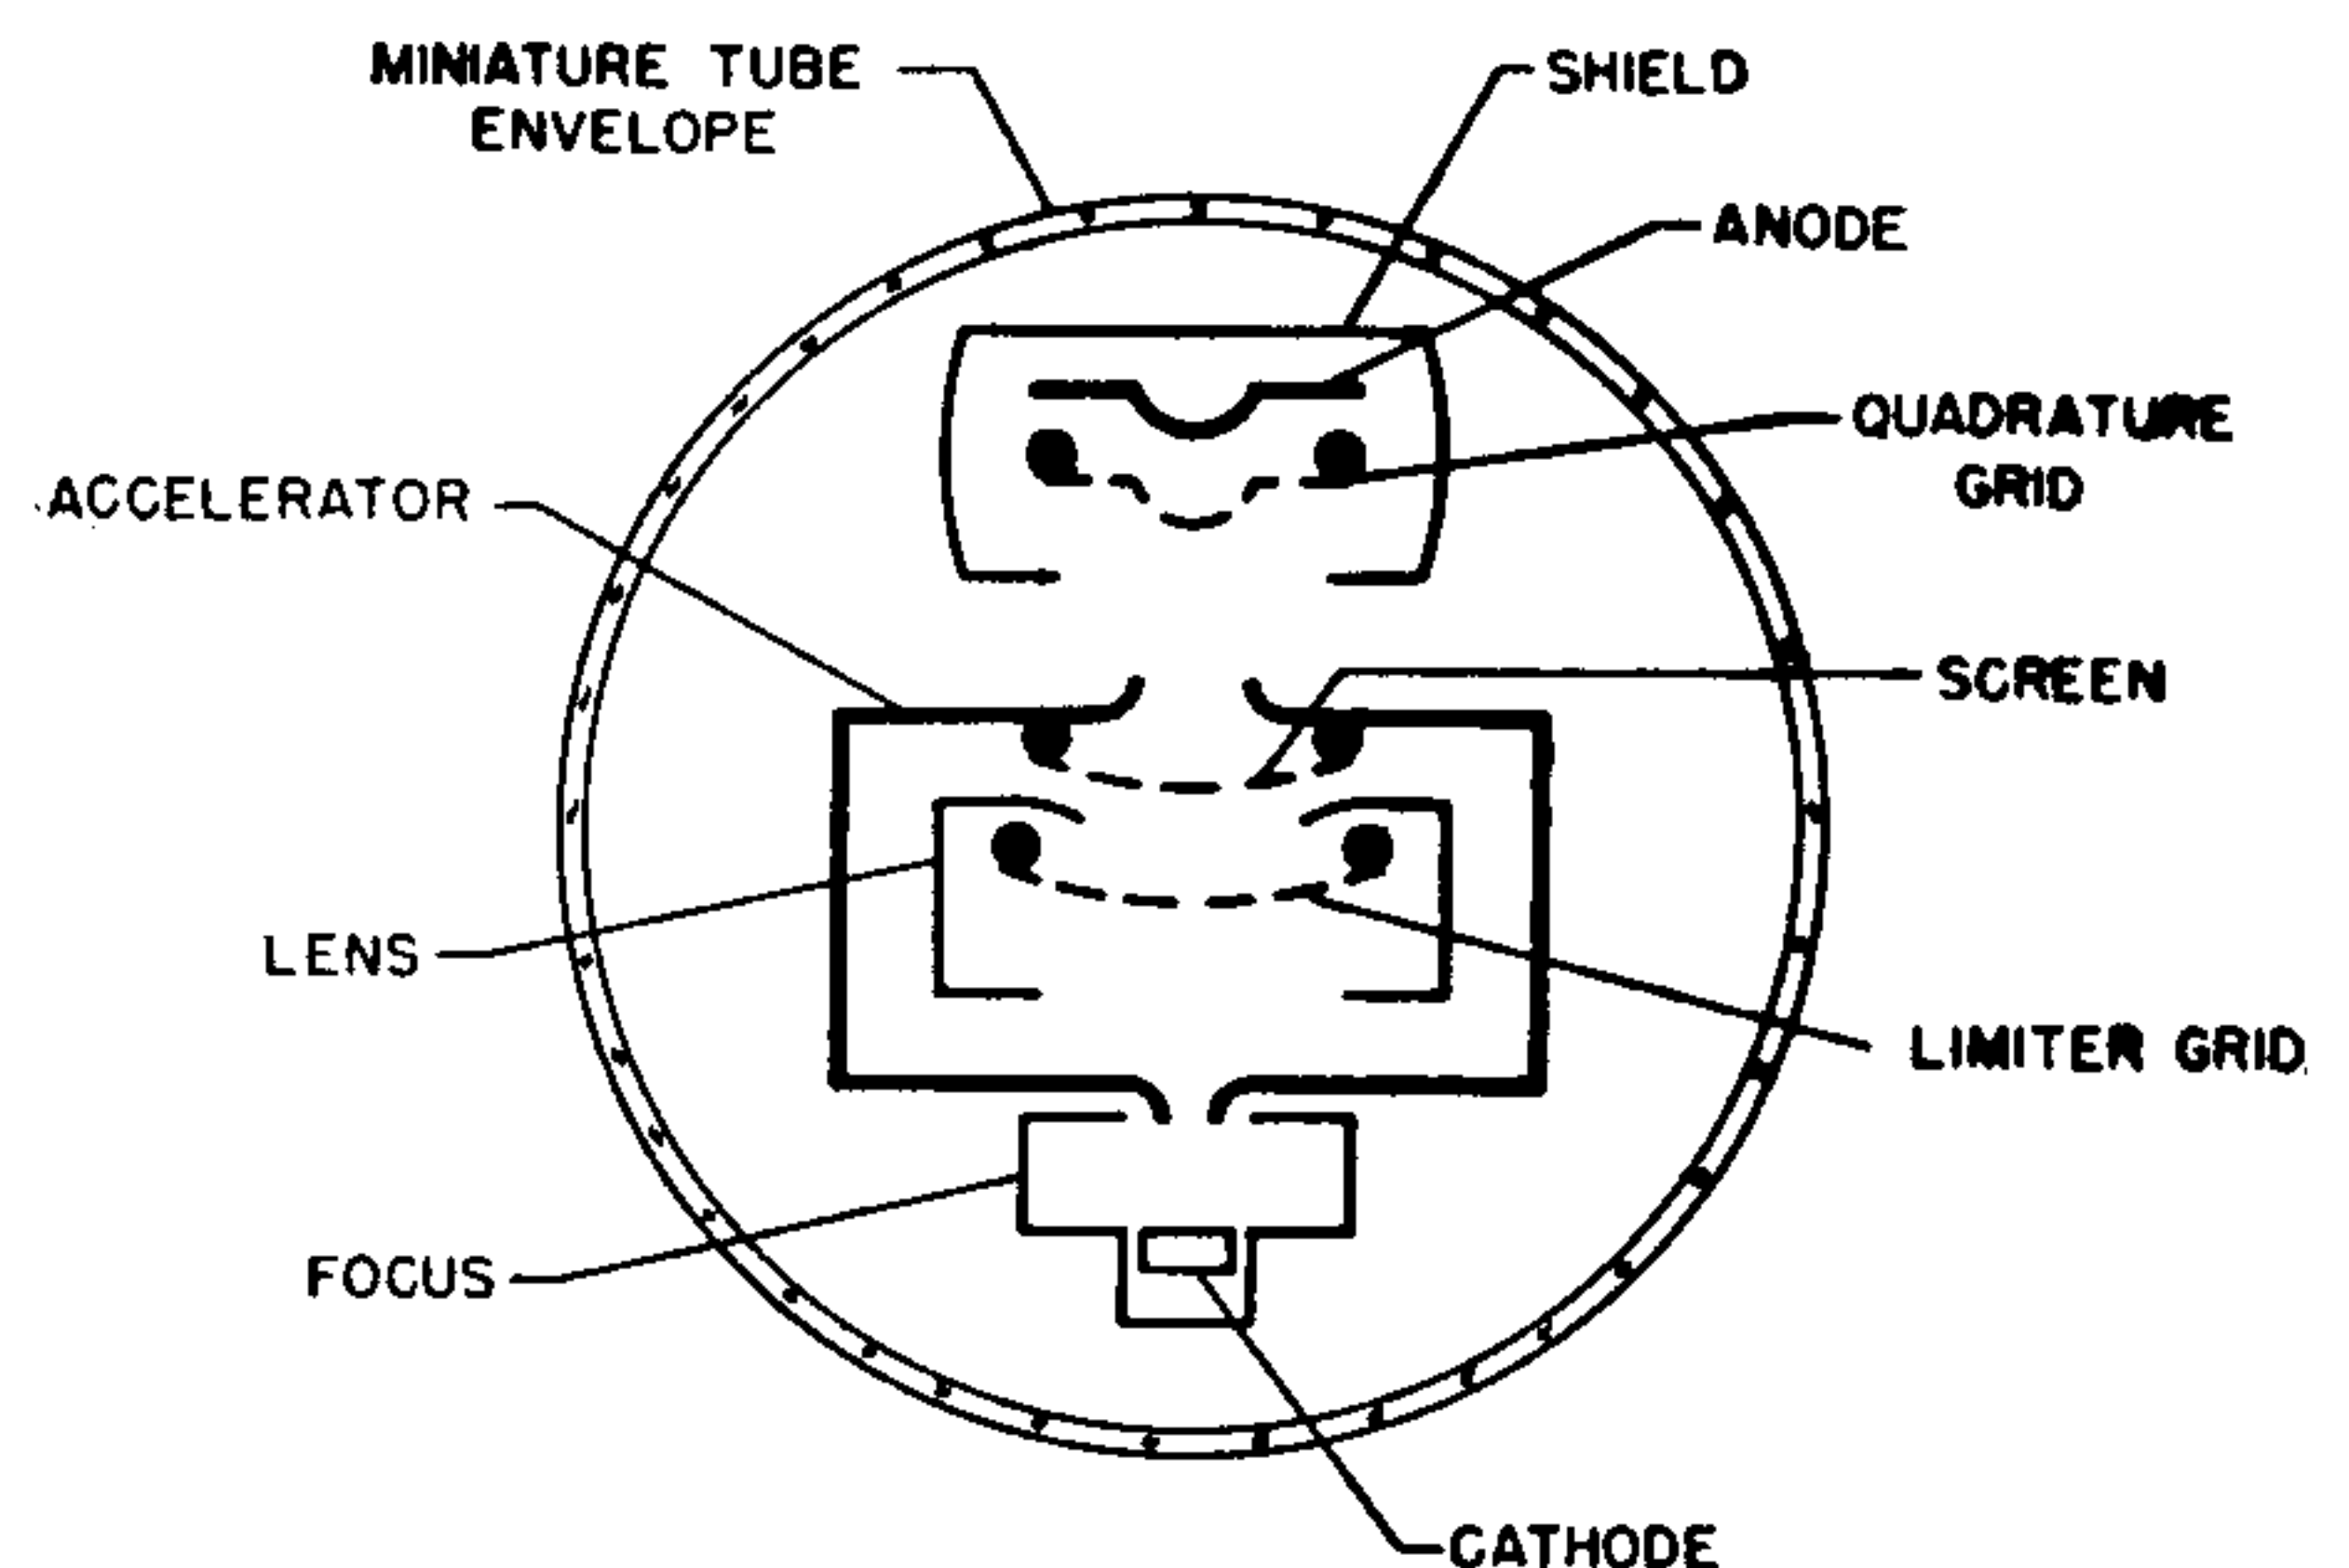 MINIATURE TUBE
ENVELOPE
SHIELD
ANODE
QUADRATURE
GRID
ACCELERATOR
SCREEN
LENS
LIMITER GRID
FOCUS
CATHODE